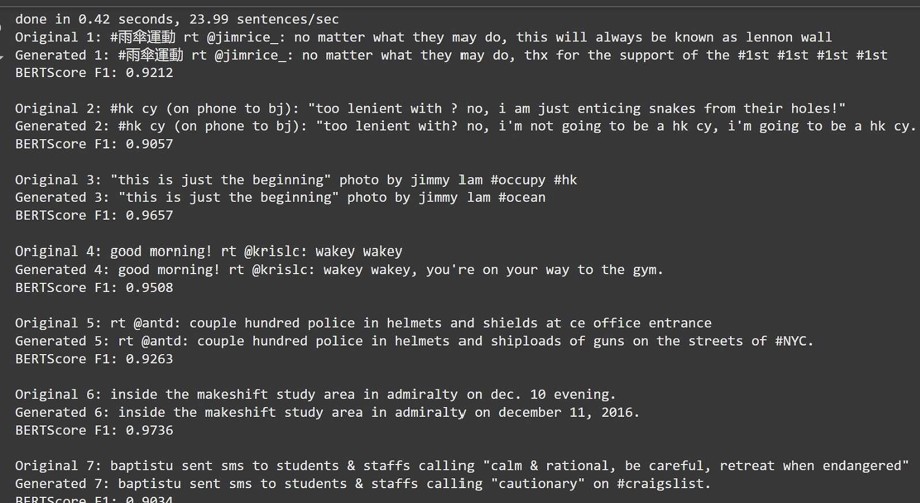 done in 0.42 seconds, 23.99 sentences/sec
Original 1: #雨傘運動 rt @jimrice_: no matter what they may do, this will always be known as lennon wall
Generated 1: #雨傘運動 rt @jimrice_: no matter what they may do, thx for the support of the #1st #1st #1st #1st
BERTScore F1: 0.9212
Original 2: #hk cy (on phone to bj): "too lenient with ? no, i am just enticing snakes from their holes!"
Generated 2: #hk cy (on phone to bj): "too lenient with? no, i'm not going to be a hk cy, i'm going to be a hk cy.
BERTScore F1: 0.9057
Original 3: "this is just the beginning" photo by jimmy lam #occupy #hk
Generated 3: "this is just the beginning" photo by jimmy lam #ocean
BERTScore F1: 0.9657
Original 4: good morning! rt @krislc: wakey wakey
Generated 4: good morning! rt @krislc: wakey wakey, you're on your way to the gym.
BERTScore F1: 0.9508
Original 5: rt @antd: couple hundred police in helmets and shields at ce office entrance
Generated 5: rt @antd: couple hundred police in helmets and shiploads of guns on the streets of #NYC.
BERTScore F1: 0.9263
Original 6: inside the makeshift study area in admiralty on dec. 10 evening.
Generated 6: inside the makeshift study area in admiralty on december 11, 2016.
BERTScore F1: 0.9736
Original 7: baptistu sent sms to students & staffs calling "calm & rational, be careful, retreat when endangered"
Generated 7: baptistu sent sms to students & staffs calling "cautionary" on #craigslist.
BERTScore F1: 0.9034